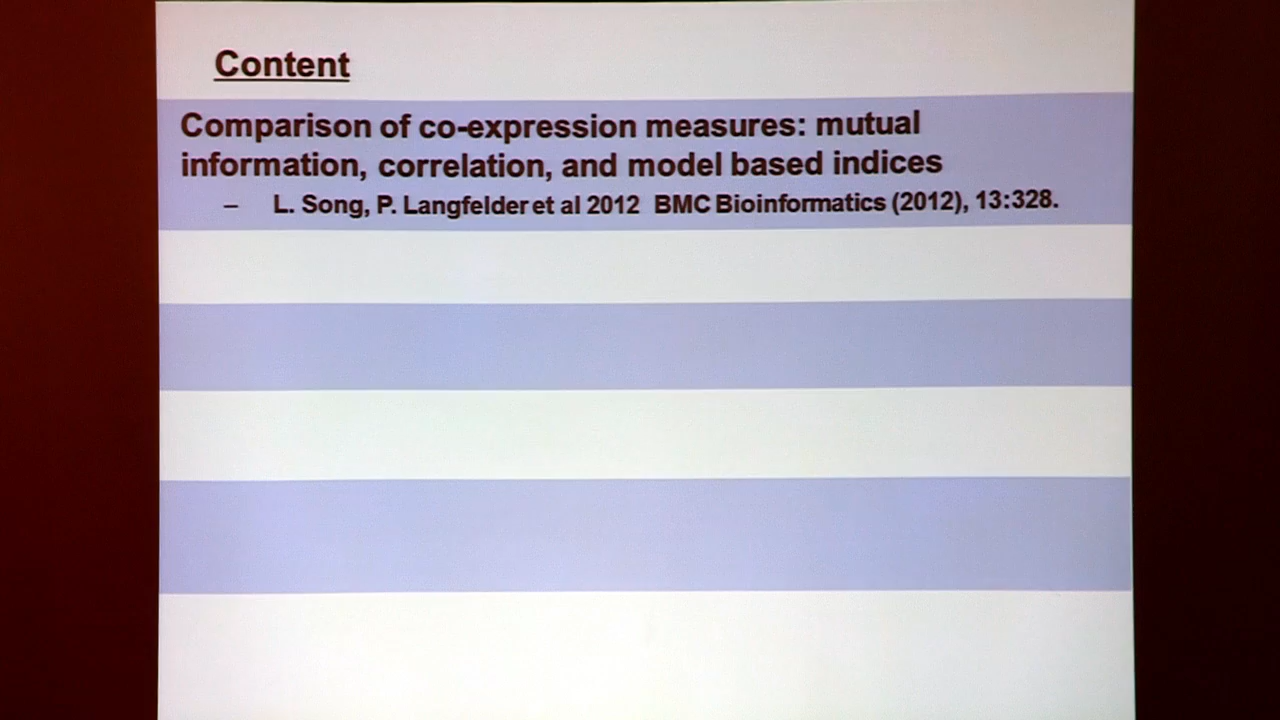 Content
Comparison of co-expression measures: mutual
information, correlation, and model based indices
– L. Song, P. Langfelder et al 2012 BMC Bioinformatics (2012), 13:328.